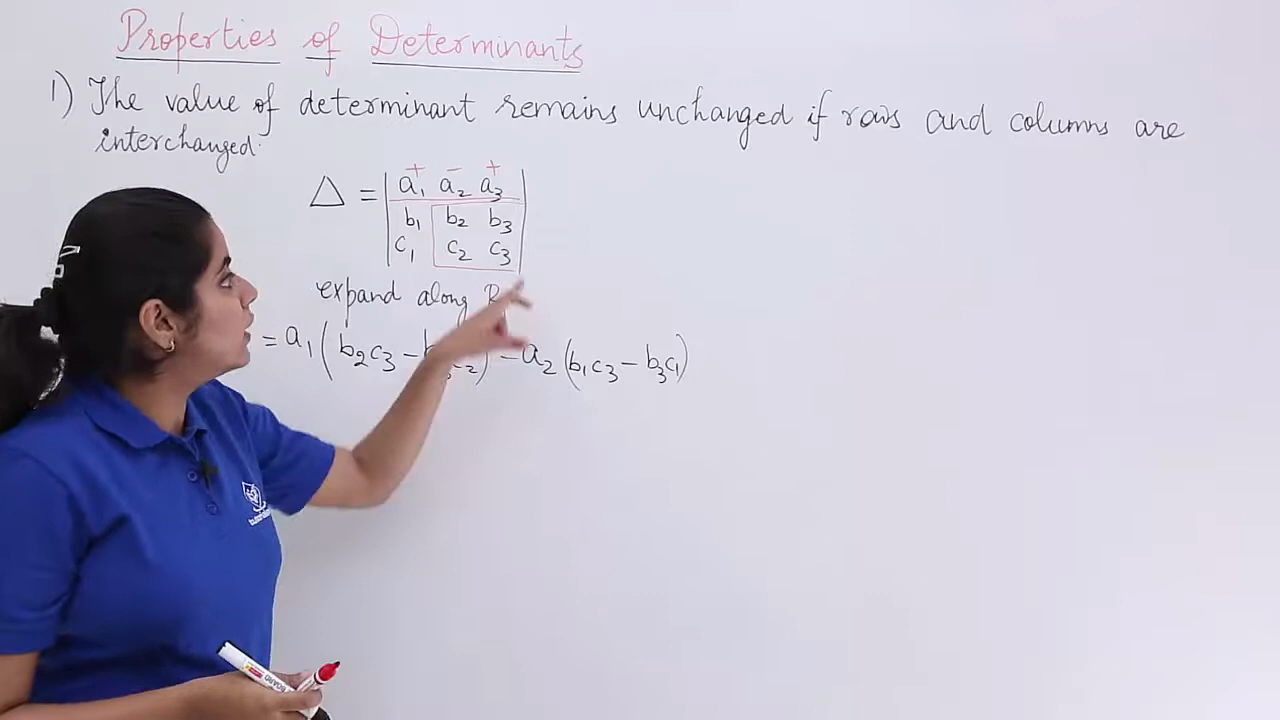 Properties of Determinants
1) The value of determinant remains unchanged if rows and columns are
interchanged.
+ - +
Δ = | a₁ a₂ a₃ |
| b₁ b₂ b₃ |
| c₁ c₂ c₃ |
expand along
= a₁(b₂c₃ - ) - a₂(b₁c₃ - b₃c₁)